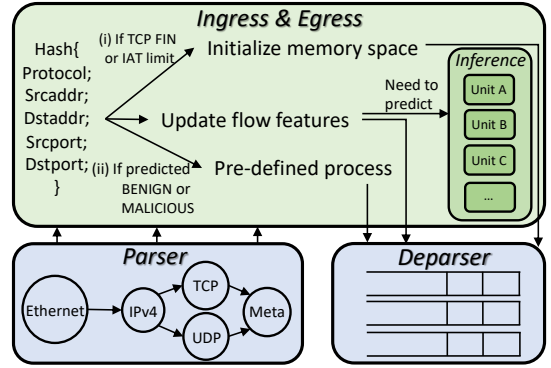 Ingress & Egress
Hash{
Protocol;
Srcaddr;
Dstaddr;
Srcport;
Dstport;
}
(i) If TCP FIN
or IAT limit
Initialize memory space
Update flow features
(ii) If predicted
BENIGN or
MALICIOUS
Pre-defined process
Need to
predict
Inference
Unit A
Unit B
Unit C
...
Parser
Ethernet
IPv4
TCP
UDP
Meta
Deparser